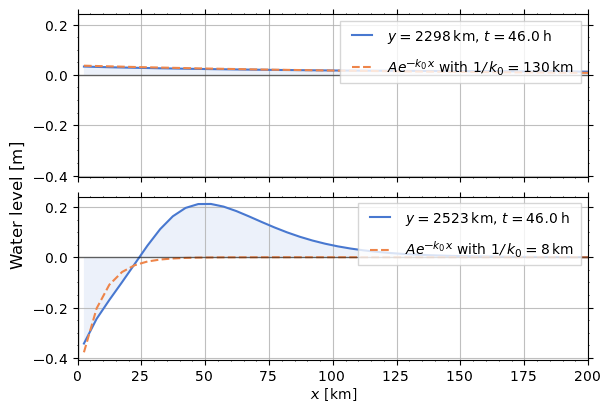 0.2
0.0
−0.2
−0.4
y = 2298 km, t = 46.0 h
Ae^{−k₀x} with 1/k₀ = 130 km
Water level [m]
0.2
0.0
−0.2
−0.4
y = 2523 km, t = 46.0 h
Ae^{−k₀x} with 1/k₀ = 8 km
0 25 50 75 100 125 150 175 200
x [km]